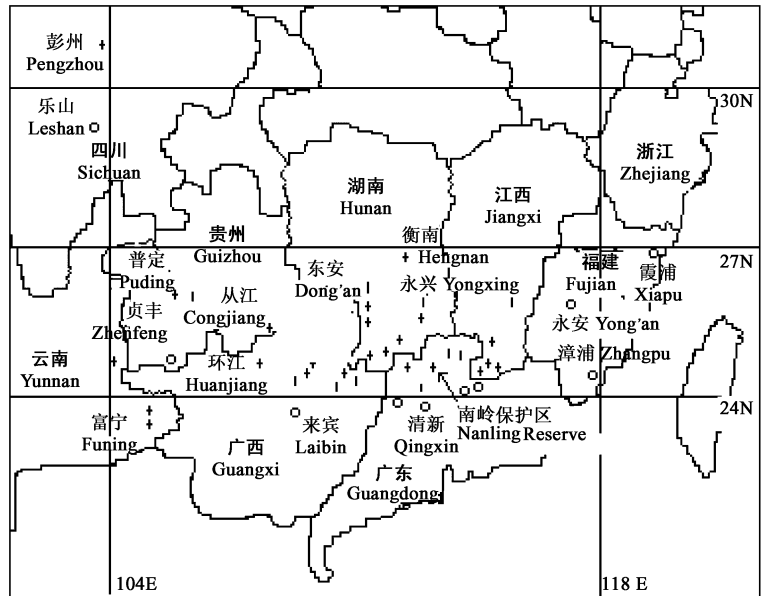 彭州
Pengzhou
30N
乐山
Leshan
四川
Sichuan
浙江
Zhejiang
湖南
Hunan
江西
Jiangxi
贵州
Guizhou
衡南
Hengnan
27N
普定
Puding
东安
Dong'an
永兴 Yongxing
福建
Fujian
霞浦
Xiapu
从江
Congjiang
贞丰
Zhenfeng
永安 Yong'an
漳浦 Zhangpu
云南
Yunnan
环江
Huanjiang
24N
富宁
Funing
来宾
Laibin
清新
Qingxin
南岭保护区
Nanling Reserve
广西
Guangxi
广东
Guangdong
104E
118 E